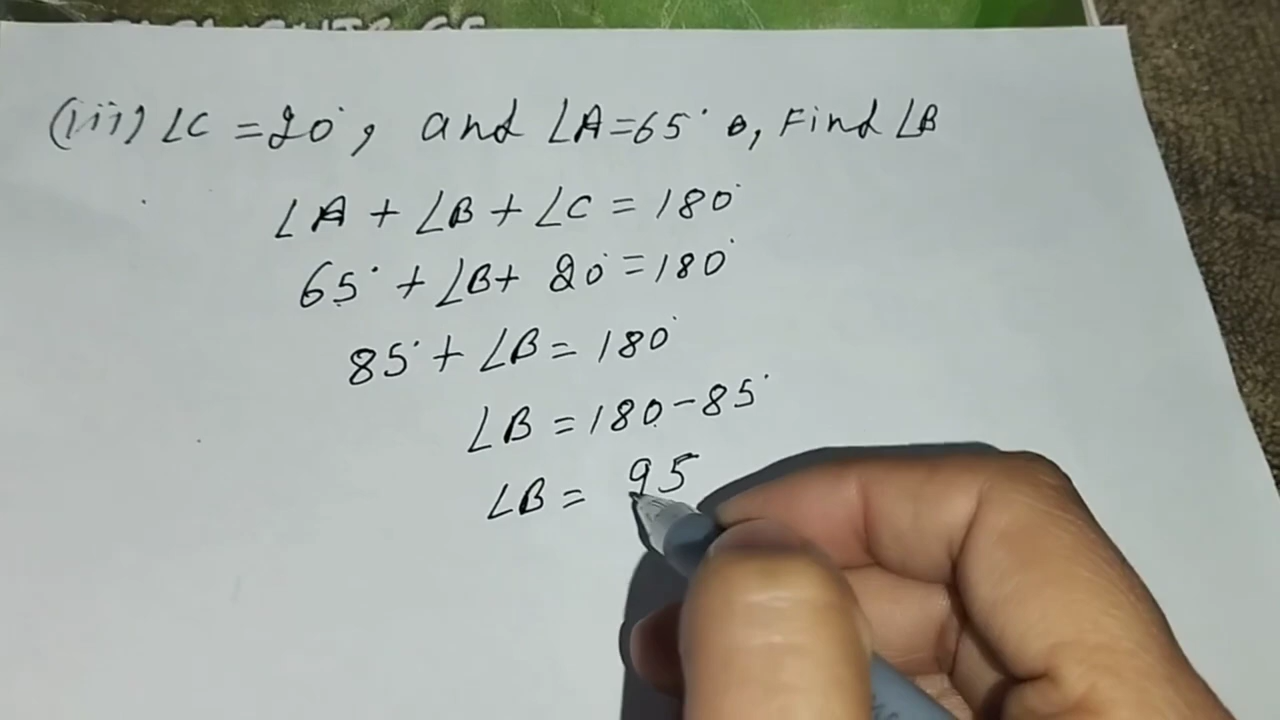 (iii) ∠C = 20°, and ∠A = 65°, Find ∠B
∠A + ∠B + ∠C = 180°
65° + ∠B + 20° = 180°
85° + ∠B = 180°
∠B = 180 - 85°
∠B = 95